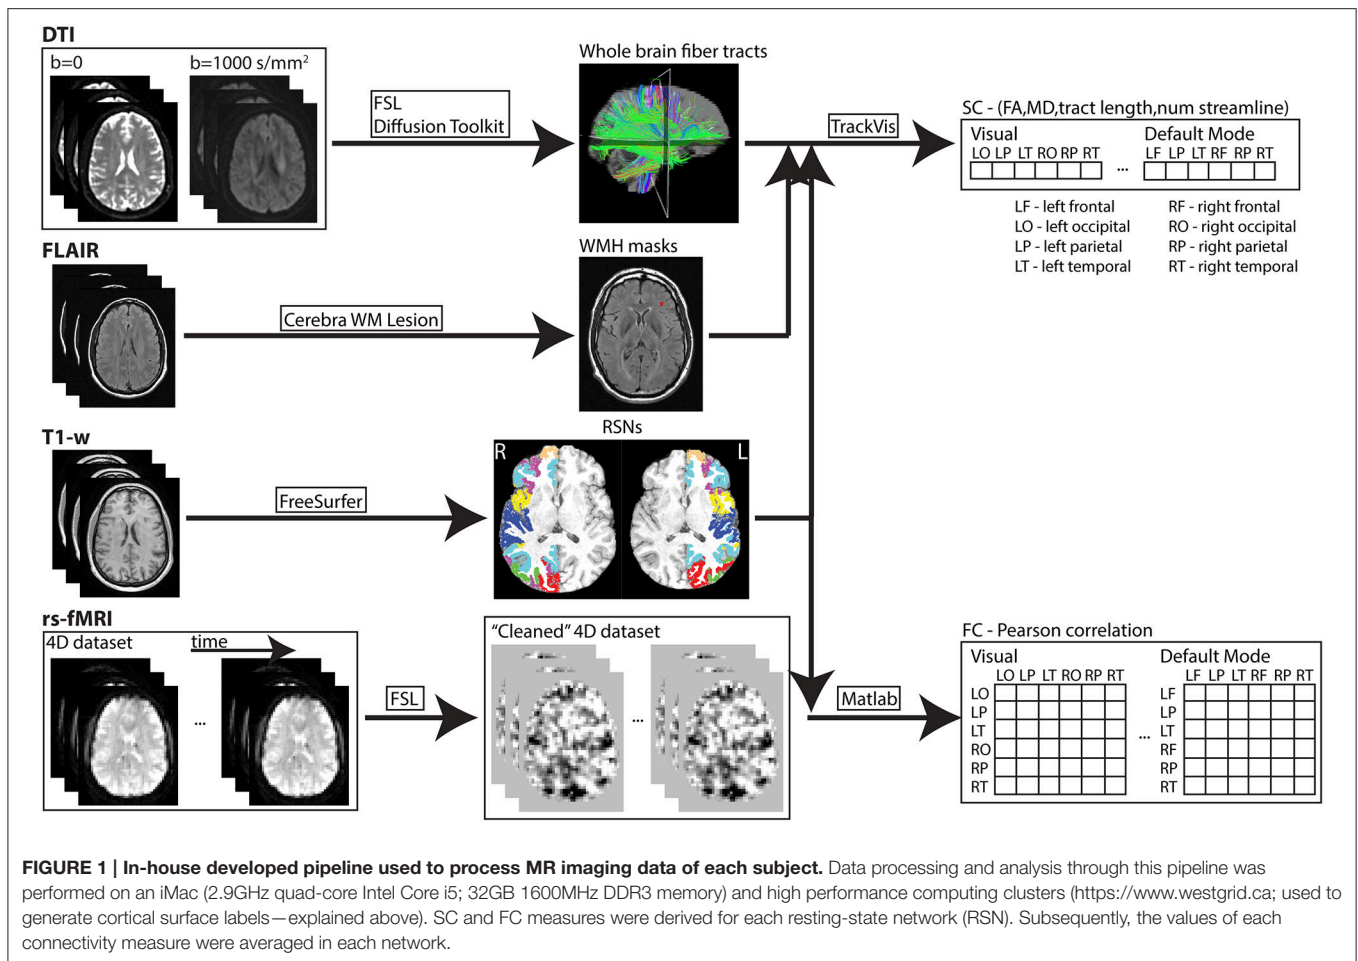 DTI
b=0
b=1000 s/mm²
FSL
Diffusion Toolkit
Whole brain fiber tracts
TrackVis
SC - (FA,MD,tract length,num streamline)
Visual
LO LP LT RO RP RT
...
Default Mode
LF LP LT RF RP RT
LF - left frontal
RF - right frontal
LO - left occipital
RO - right occipital
LP - left parietal
RP - right parietal
LT - left temporal
RT - right temporal
FLAIR
Cerebra WM Lesion
WMH masks
T1-w
FreeSurfer
RSNs
R
L
rs-fMRI
4D dataset
time
...
FSL
“Cleaned” 4D dataset
...
Matlab
FC - Pearson correlation
Visual
LO LP LT RO RP RT
LO
LP
LT
RO
RP
RT
...
Default Mode
LF LP LT RF RP RT
LF
LP
LT
RF
RP
RT
FIGURE 1 | In-house developed pipeline used to process MR imaging data of each subject. Data processing and analysis through this pipeline was
performed on an iMac (2.9GHz quad-core Intel Core i5; 32GB 1600MHz DDR3 memory) and high performance computing clusters (https://www.westgrid.ca; used to
generate cortical surface labels—explained above). SC and FC measures were derived for each resting-state network (RSN). Subsequently, the values of each
connectivity measure were averaged in each network.